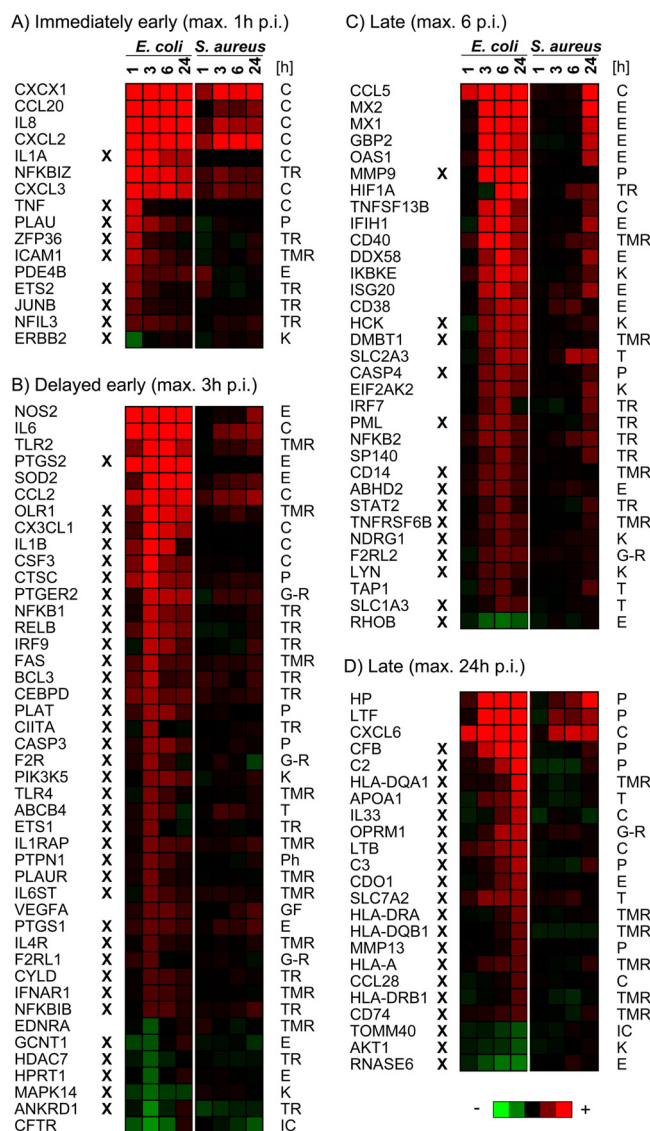 A) Immediately early (max. 1h p.i.)
E. coli S. aureus
1 3 6 24 1 3 6 24 [h]
CXCX1 C
CCL20 C
IL8 C
CXCL2 C
IL1A X C
NFKBIZ TR
CXCL3 C
TNF X C
PLAU X P
ZFP36 X TR
ICAM1 X TMR
PDE4B E
ETS2 X TR
JUNB X TR
NFIL3 X TR
ERBB2 X K
B) Delayed early (max. 3h p.i.)
NOS2 E
IL6 C
TLR2 TMR
PTGS2 X E
SOD2 E
CCL2 C
OLR1 X TMR
CX3CL1 X C
IL1B X C
CSF3 X C
CTSC X P
PTGER2 X G-R
NFKB1 X TR
RELB X TR
IRF9 X TR
FAS X TMR
BCL3 X TR
CEBPD X TR
PLAT X P
CIITA X TR
CASP3 X P
F2R X G-R
PIK3K5 X K
TLR4 X TMR
ABCB4 X T
ETS1 X TR
IL1RAP X TMR
PTPN1 X Ph
PLAUR X TMR
IL6ST X TMR
VEGFA GF
PTGS1 X E
IL4R X TMR
F2RL1 X G-R
CYLD X TR
IFNAR1 X TMR
NFKBIB X TR
EDNRA TMR
GCNT1 X E
HDAC7 X TR
HPRT1 X E
MAPK14 X K
ANKRD1 X TR
CFTR IC
C) Late (max. 6 p.i.)
E. coli S. aureus
1 3 6 24 1 3 6 24 [h]
CCL5 C
MX2 E
MX1 E
GBP2 E
OAS1 E
MMP9 X P
HIF1A TR
TNFSF13B C
IFIH1 E
CD40 TMR
DDX58 E
IKBKE K
ISG20 E
CD38 E
HCK X K
DMBT1 X TMR
SLC2A3 T
CASP4 X P
EIF2AK2 K
IRF7 TR
PML X TR
NFKB2 TR
SP140 TR
CD14 X TMR
ABHD2 X E
STAT2 X TR
TNFRSF6B X TMR
NDRG1 X K
F2RL2 X G-R
LYN X K
TAP1 T
SLC1A3 X T
RHOB X E
D) Late (max. 24h p.i.)
HP P
LTF P
CXCL6 C
CFB X P
C2 X P
HLA-DQA1 X TMR
APOA1 X T
IL33 X C
OPRM1 X G-R
LTB X C
C3 X P
CDO1 X E
SLC7A2 X T
HLA-DRA X TMR
HLA-DQB1 X TMR
MMP13 X P
HLA-A X TMR
CCL28 X C
HLA-DRB1 X TMR
CD74 X TMR
TOMM40 X IC
AKT1 X K
RNASE6 X E
- +